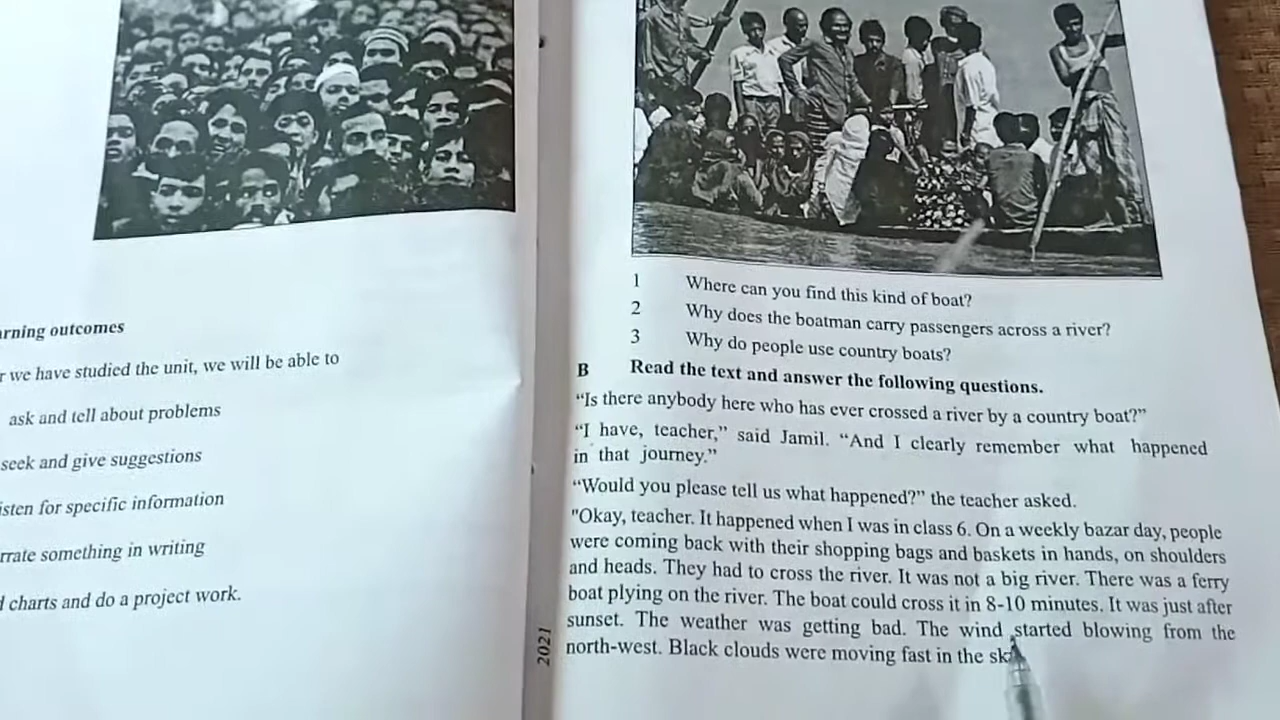 rning outcomes
r we have studied the unit, we will be able to
ask and tell about problems
seek and give suggestions
isten for specific information
rrate something in writing
d charts and do a project work.
2021
1 Where can you find this kind of boat?
2 Why does the boatman carry passengers across a river?
3 Why do people use country boats?
B Read the text and answer the following questions.
“Is there anybody here who has ever crossed a river by a country boat?”
“I have, teacher,” said Jamil. “And I clearly remember what happened
in that journey.”
“Would you please tell us what happened?” the teacher asked.
"Okay, teacher. It happened when I was in class 6. On a weekly bazar day, people
were coming back with their shopping bags and baskets in hands, on shoulders
and heads. They had to cross the river. It was not a big river. There was a ferry
boat plying on the river. The boat could cross it in 8-10 minutes. It was just after
sunset. The weather was getting bad. The wind started blowing from the
north-west. Black clouds were moving fast in the sk